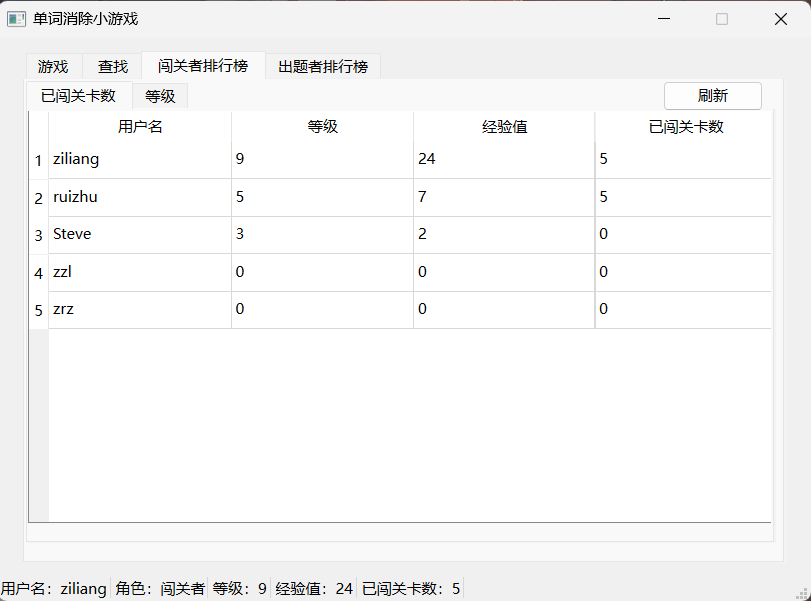 单词消除小游戏
游戏 查找 闯关者排行榜 出题者排行榜
已闯关卡数 等级 刷新
用户名 等级 经验值 已闯关卡数
1 ziliang 9 24 5
2 ruizhu 5 7 5
3 Steve 3 2 0
4 zzl 0 0 0
5 zrz 0 0 0
用户名：ziliang 角色：闯关者 等级：9 经验值：24 已闯关卡数：5